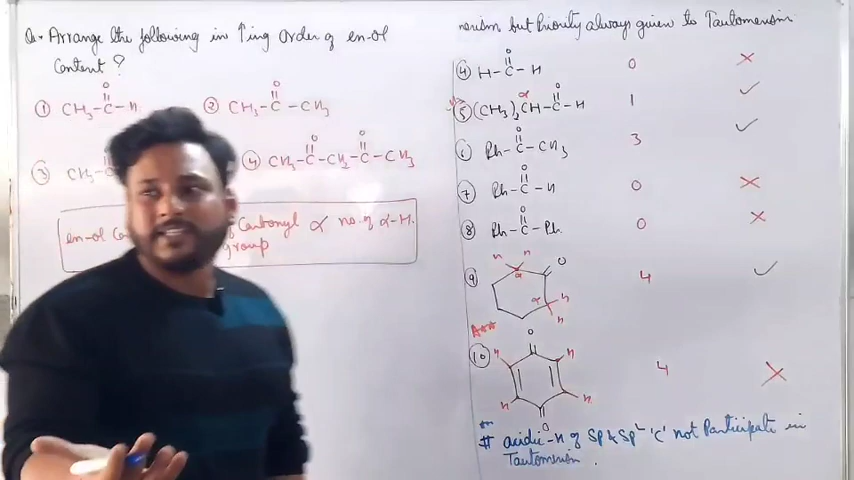 Q:- Arrange the following in ↑ing order of en-ol
Content ?
① CH₃-C-H
O
② CH₃-C-CH₃
O
③ CH₃-C
④ CH₃-C-CH₂-C-CH₃
O O
en-ol Carbonyl ∝ no. of α-H.
group
merism but Priority always given to Tautomerism
④ H-C-H 0 ×
O
⑤ (CH₃)₂CH-C-H 1 ✓
α O
⑥ Ph-C-CH₃ 3 ✓
O
⑦ Ph-C-H 0 ×
O
⑧ Ph-C-Ph 0 ×
O
⑨ H H α O α H H 4 ✓
⑩ O H H H H O 4 ×
# acidic-H of SP & SP² 'C' not Participate in
Tautomerism .